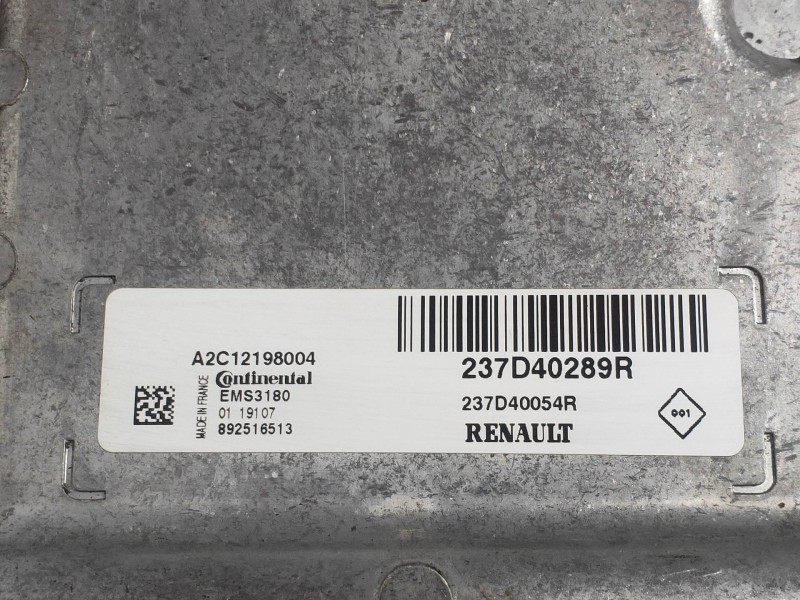 A2C12198004
Continental
EMS3180
01 19107
892516513
MADE IN FRANCE
237D40289R
237D40054R
RENAULT
001